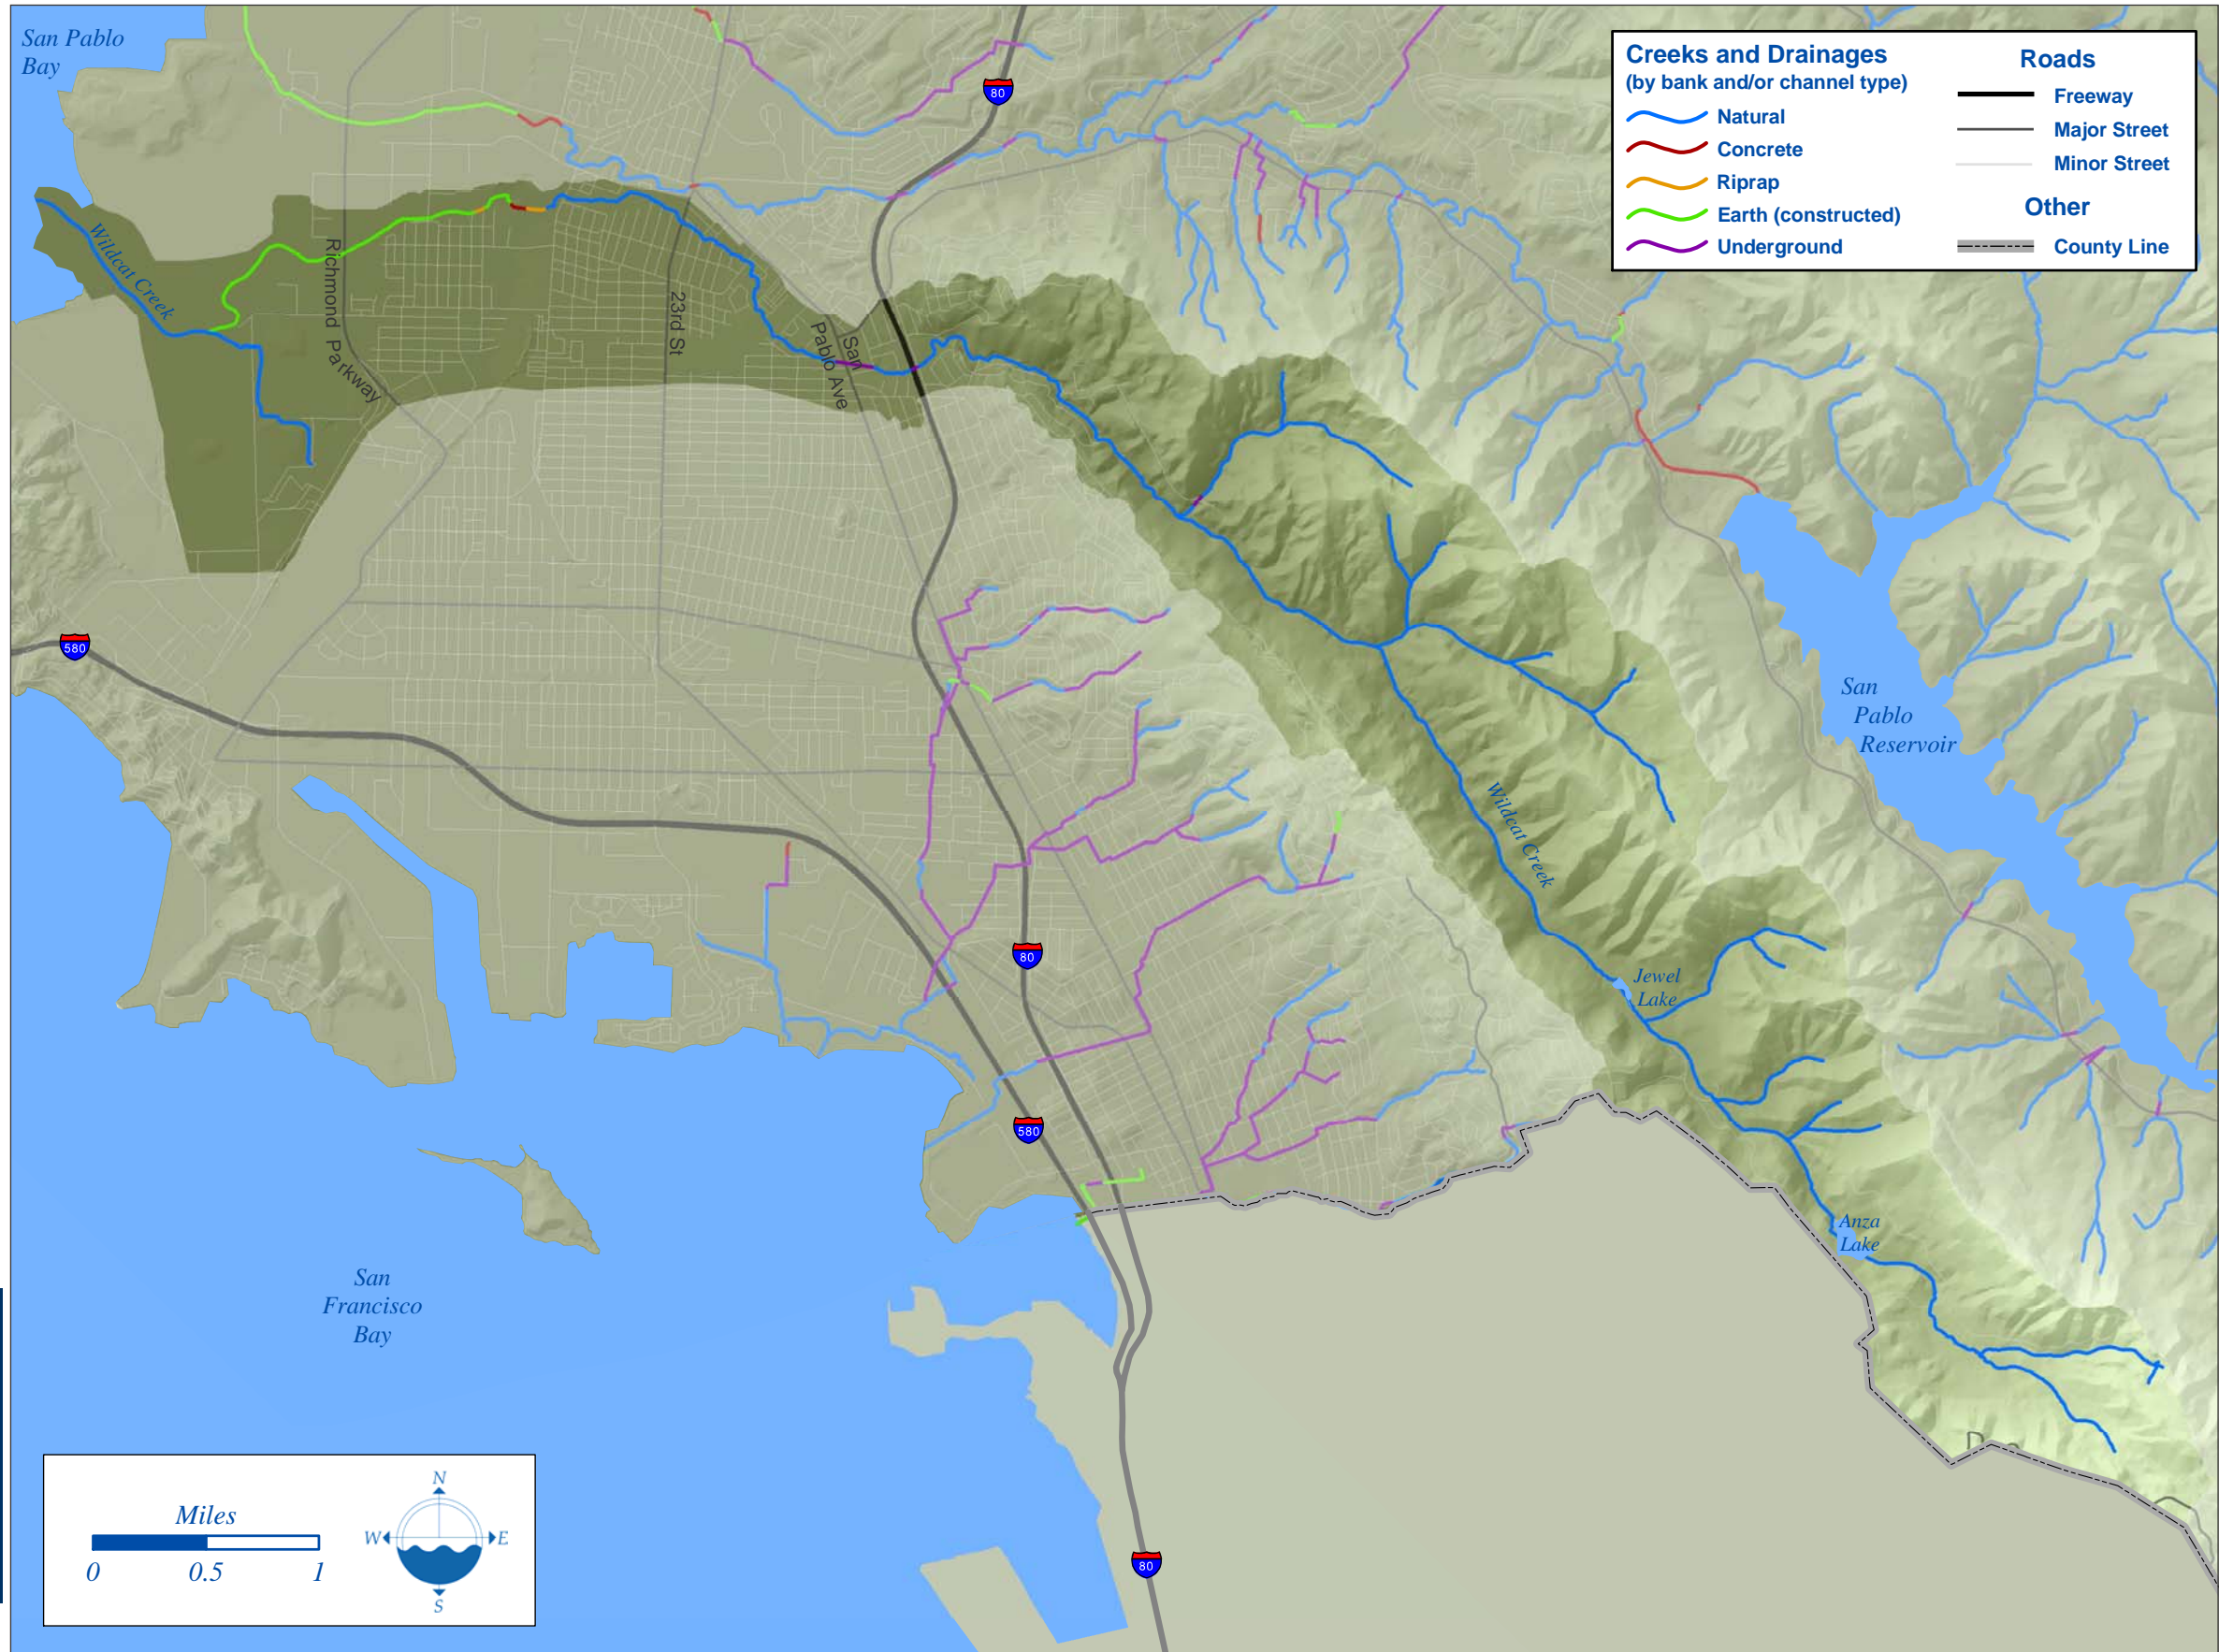 San Pablo
Bay
80
Creeks and Drainages
(by bank and/or channel type)
Natural
Concrete
Riprap
Earth (constructed)
Underground
Roads
Freeway
Major Street
Minor Street
Other
County Line
Wildcat Creek
Richmond Parkway
23rd St
San
Pablo Ave
580
San
Pablo
Reservoir
Wildcat Creek
80
Jewel
Lake
580
Anza
Lake
San
Francisco
Bay
Miles
0 0.5 1
N
W E
S
80